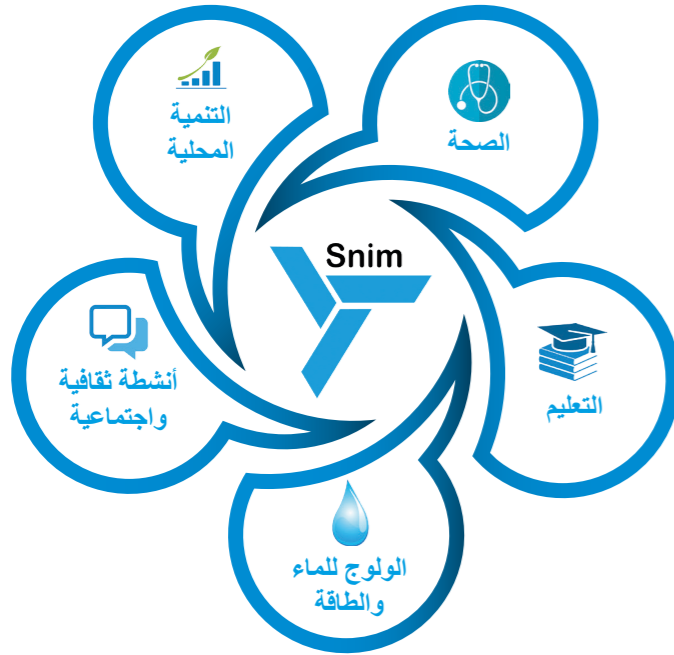 الصحة
التنمية
المحلية
Snim
أنشطة ثقافية
واجتماعية
التعليم
الولوج للماء
والطاقة